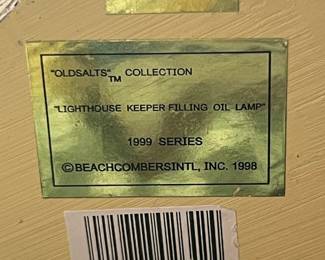 "OLDSALTS"™ COLLECTION
"LIGHTHOUSE KEEPER FILLING OIL LAMP"
1999 SERIES
©BEACHCOMBERSINTL, INC. 1998